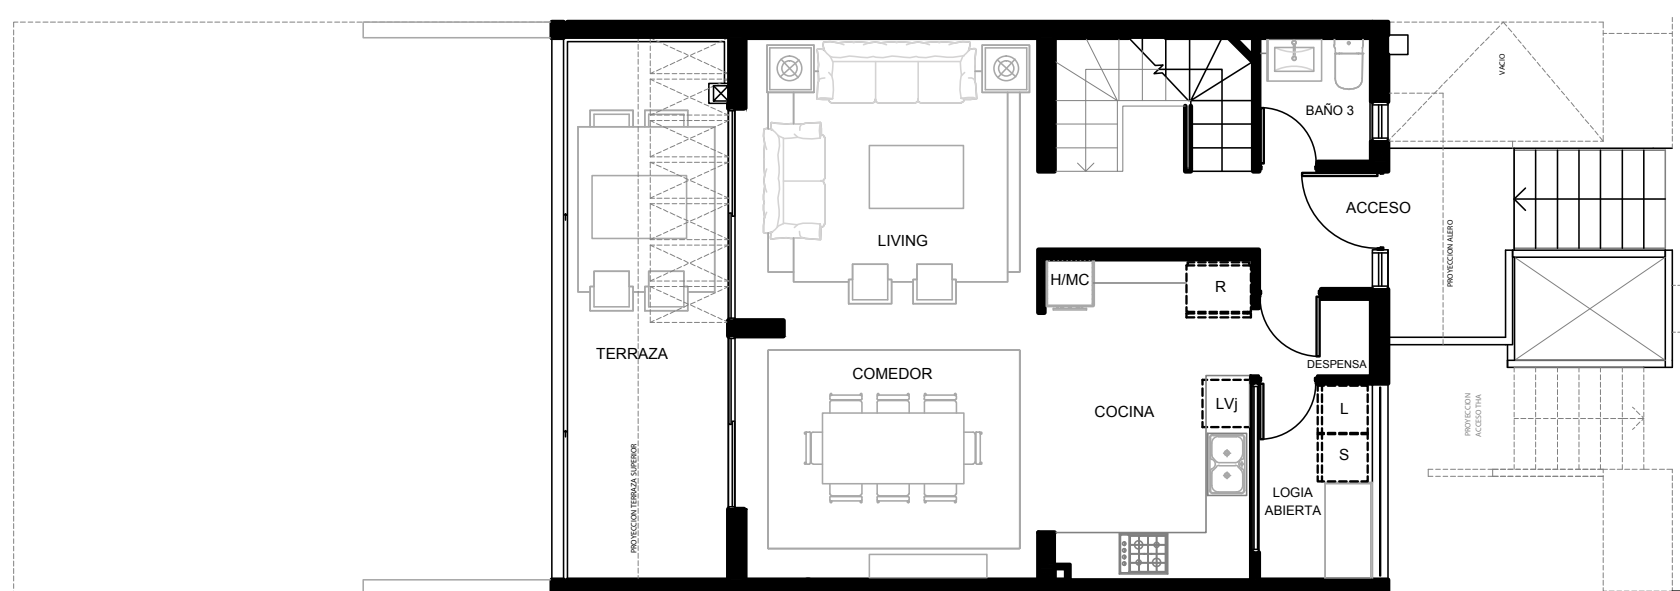 VACIO
BAÑO 3
ACCESO
LIVING
PROYECCION ALERO
H/MC
R
TERRAZA
DESPENSA
COMEDOR
COCINA
LVj
L
PROYECCION
ACCESO THA
S
PROYECCION TERRAZA SUPERIOR
LOGIA
ABIERTA